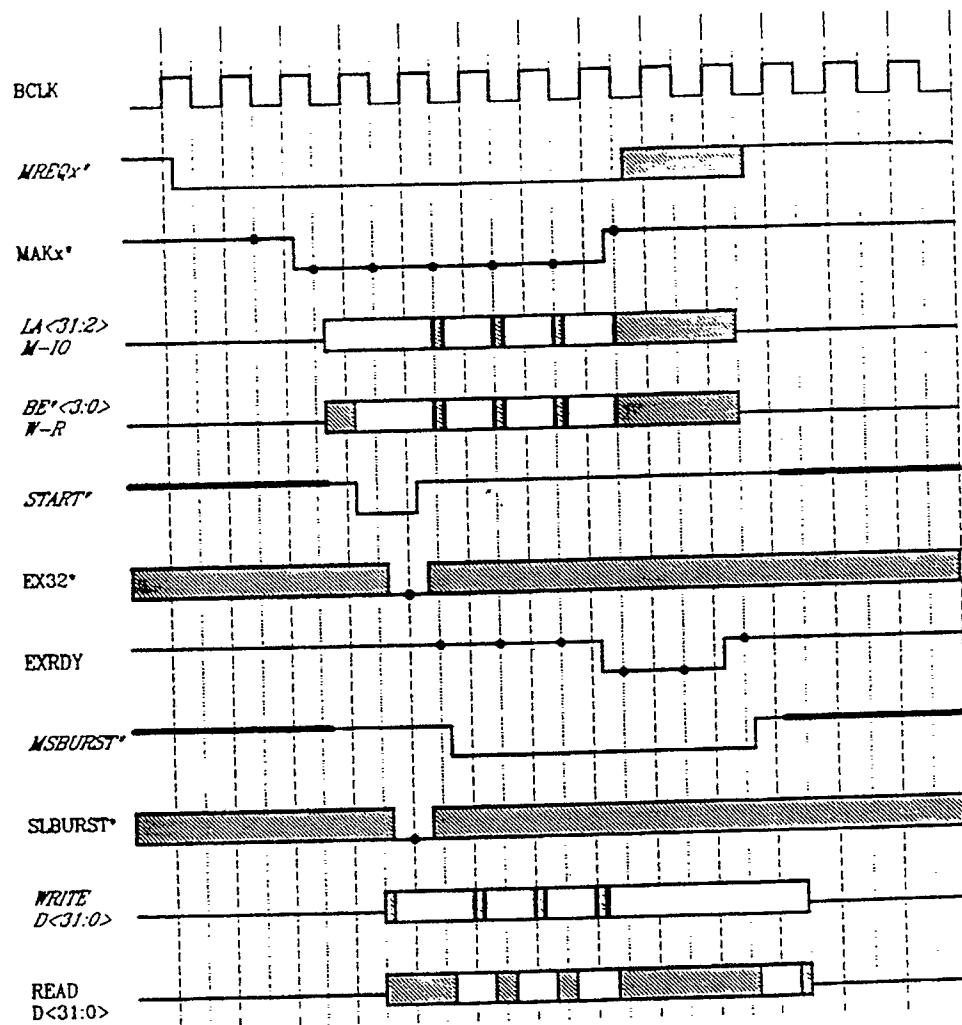 BCLK
MREQx*
MAKx*
LA<31:2>
M-IO
BE*<3:0>
W-R
START*
EX32*
EXRDY
MSBURST*
SLBURST*
WRITE
D<31:0>
READ
D<31:0>